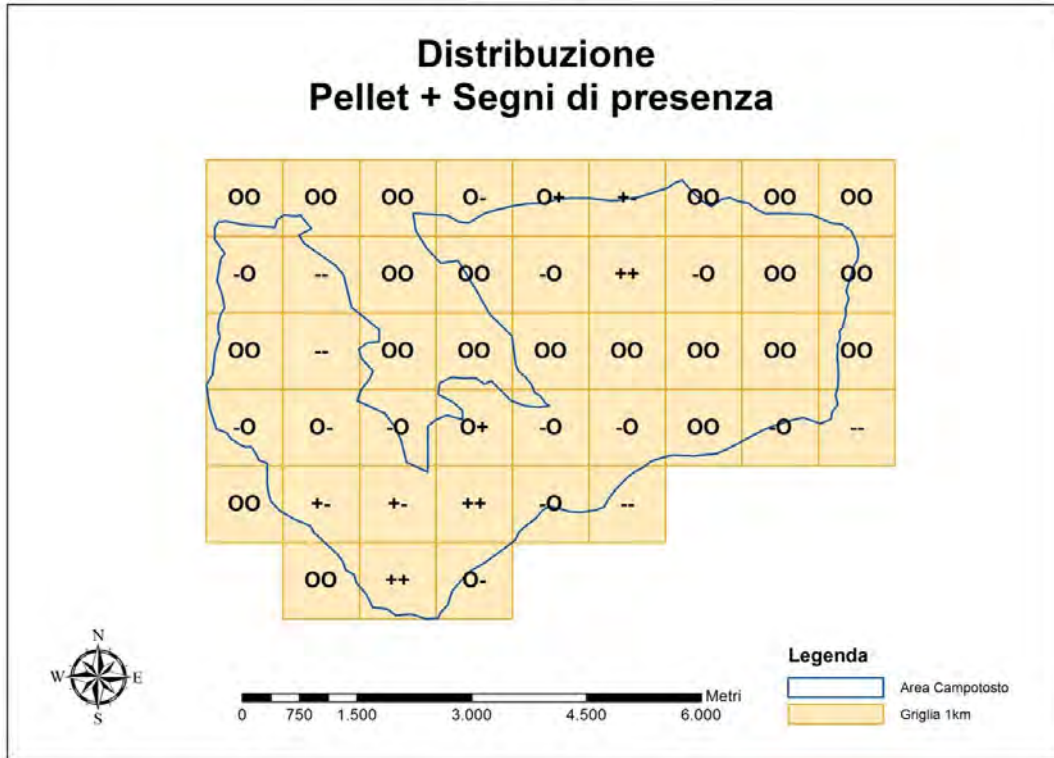 Distribuzione
Pellet + Segni di presenza
OO OO OO O- O+ +- OO OO OO
-O -- OO OO -O ++ -O OO OO
OO -- OO OO OO OO OO OO OO
-O O- -O O+ -O -O OO -O --
OO +- +- ++ -O --
OO ++ O-
N
W E
S
Metri
0 750 1.500 3.000 4.500 6.000
Legenda
Area Campotosto
Griglia 1km